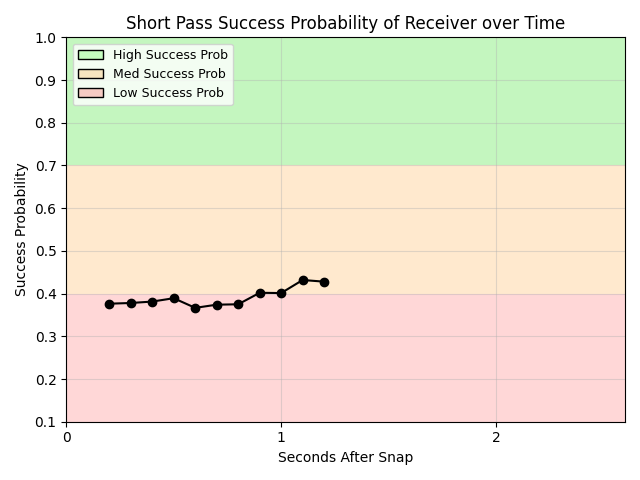 Short Pass Success Probability of Receiver over Time
1.0
0.9
0.8
0.7
0.6
0.5
0.4
0.3
0.2
0.1
Success Probability
High Success Prob
Med Success Prob
Low Success Prob
0 1 2
Seconds After Snap